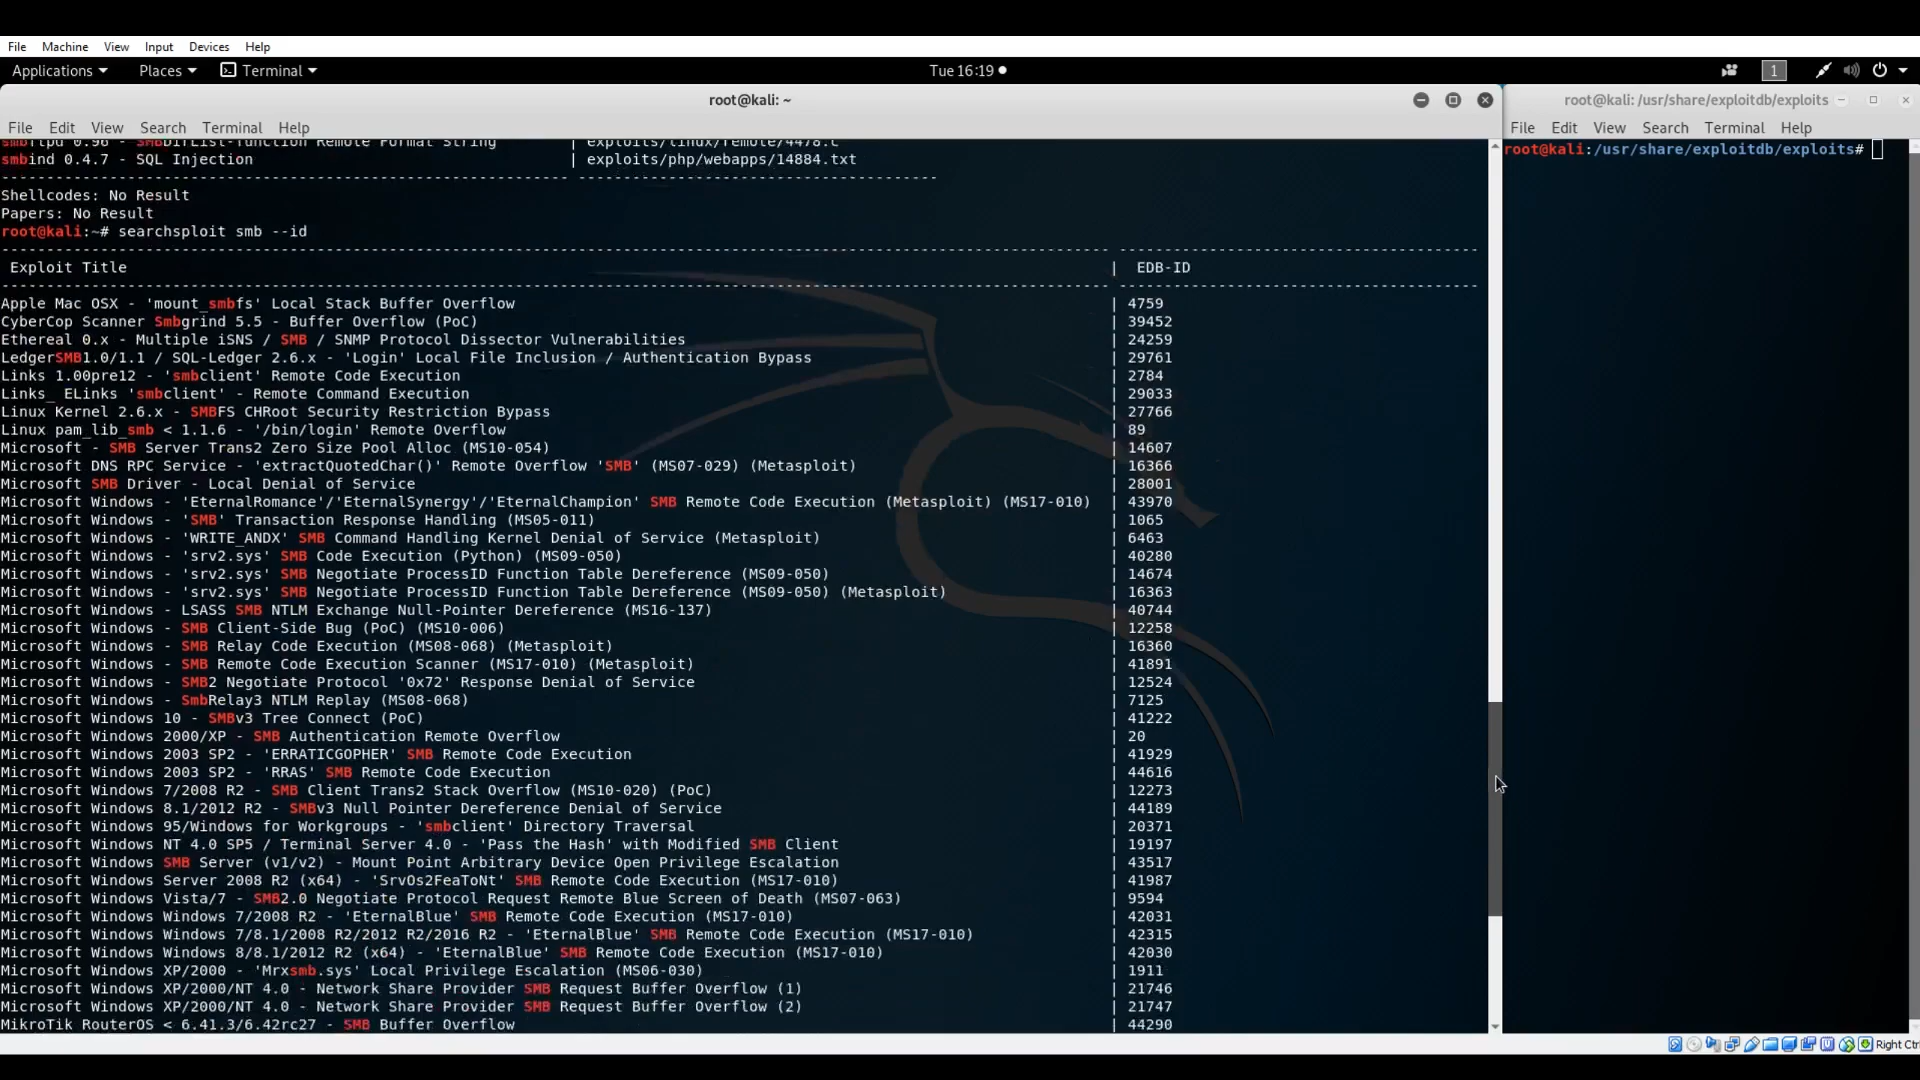 File Machine View Input Devices Help
Applications Places Terminal Tue 16:19 1
root@kali: ~
root@kali: /usr/share/exploitdb/exploits
File Edit View Search Terminal Help
File Edit View Search Terminal Help
smbftpd 0.96 - SMBDirList-function Remote Format String | exploits/linux/remote/4478.c
smbind 0.4.7 - SQL Injection | exploits/php/webapps/14884.txt
Shellcodes: No Result
Papers: No Result
root@kali:~# searchsploit smb --id
Exploit Title | EDB-ID
Apple Mac OSX - 'mount_smbfs' Local Stack Buffer Overflow | 4759
CyberCop Scanner Smbgrind 5.5 - Buffer Overflow (PoC) | 39452
Ethereal 0.x - Multiple iSNS / SMB / SNMP Protocol Dissector Vulnerabilities | 24259
LedgerSMB1.0/1.1 / SQL-Ledger 2.6.x - 'Login' Local File Inclusion / Authentication Bypass | 29761
Links 1.00pre12 - 'smbclient' Remote Code Execution | 2784
Links_ ELinks 'smbclient' - Remote Command Execution | 29033
Linux Kernel 2.6.x - SMBFS CHRoot Security Restriction Bypass | 27766
Linux pam_lib_smb < 1.1.6 - '/bin/login' Remote Overflow | 89
Microsoft - SMB Server Trans2 Zero Size Pool Alloc (MS10-054) | 14607
Microsoft DNS RPC Service - 'extractQuotedChar()' Remote Overflow 'SMB' (MS07-029) (Metasploit) | 16366
Microsoft SMB Driver - Local Denial of Service | 28001
Microsoft Windows - 'EternalRomance'/'EternalSynergy'/'EternalChampion' SMB Remote Code Execution (Metasploit) (MS17-010) | 43970
Microsoft Windows - 'SMB' Transaction Response Handling (MS05-011) | 1065
Microsoft Windows - 'WRITE_ANDX' SMB Command Handling Kernel Denial of Service (Metasploit) | 6463
Microsoft Windows - 'srv2.sys' SMB Code Execution (Python) (MS09-050) | 40280
Microsoft Windows - 'srv2.sys' SMB Negotiate ProcessID Function Table Dereference (MS09-050) | 14674
Microsoft Windows - 'srv2.sys' SMB Negotiate ProcessID Function Table Dereference (MS09-050) (Metasploit) | 16363
Microsoft Windows - LSASS SMB NTLM Exchange Null-Pointer Dereference (MS16-137) | 40744
Microsoft Windows - SMB Client-Side Bug (PoC) (MS10-006) | 12258
Microsoft Windows - SMB Relay Code Execution (MS08-068) (Metasploit) | 16360
Microsoft Windows - SMB Remote Code Execution Scanner (MS17-010) (Metasploit) | 41891
Microsoft Windows - SMB2 Negotiate Protocol '0x72' Response Denial of Service | 12524
Microsoft Windows - SmbRelay3 NTLM Replay (MS08-068) | 7125
Microsoft Windows 10 - SMBv3 Tree Connect (PoC) | 41222
Microsoft Windows 2000/XP - SMB Authentication Remote Overflow | 20
Microsoft Windows 2003 SP2 - 'ERRATICGOPHER' SMB Remote Code Execution | 41929
Microsoft Windows 2003 SP2 - 'RRAS' SMB Remote Code Execution | 44616
Microsoft Windows 7/2008 R2 - SMB Client Trans2 Stack Overflow (MS10-020) (PoC) | 12273
Microsoft Windows 8.1/2012 R2 - SMBv3 Null Pointer Dereference Denial of Service | 44189
Microsoft Windows 95/Windows for Workgroups - 'smbclient' Directory Traversal | 20371
Microsoft Windows NT 4.0 SP5 / Terminal Server 4.0 - 'Pass the Hash' with Modified SMB Client | 19197
Microsoft Windows SMB Server (v1/v2) - Mount Point Arbitrary Device Open Privilege Escalation | 43517
Microsoft Windows Server 2008 R2 (x64) - 'SrvOs2FeaToNt' SMB Remote Code Execution (MS17-010) | 41987
Microsoft Windows Vista/7 - SMB2.0 Negotiate Protocol Request Remote Blue Screen of Death (MS07-063) | 9594
Microsoft Windows Windows 7/2008 R2 - 'EternalBlue' SMB Remote Code Execution (MS17-010) | 42031
Microsoft Windows Windows 7/8.1/2008 R2/2012 R2/2016 R2 - 'EternalBlue' SMB Remote Code Execution (MS17-010) | 42315
Microsoft Windows Windows 8/8.1/2012 R2 (x64) - 'EternalBlue' SMB Remote Code Execution (MS17-010) | 42030
Microsoft Windows XP/2000 - 'Mrxsmb.sys' Local Privilege Escalation (MS06-030) | 1911
Microsoft Windows XP/2000/NT 4.0 - Network Share Provider SMB Request Buffer Overflow (1) | 21746
Microsoft Windows XP/2000/NT 4.0 - Network Share Provider SMB Request Buffer Overflow (2) | 21747
MikroTik RouterOS < 6.41.3/6.42rc27 - SMB Buffer Overflow | 44290
root@kali:/usr/share/exploitdb/exploits#
Right Ctr